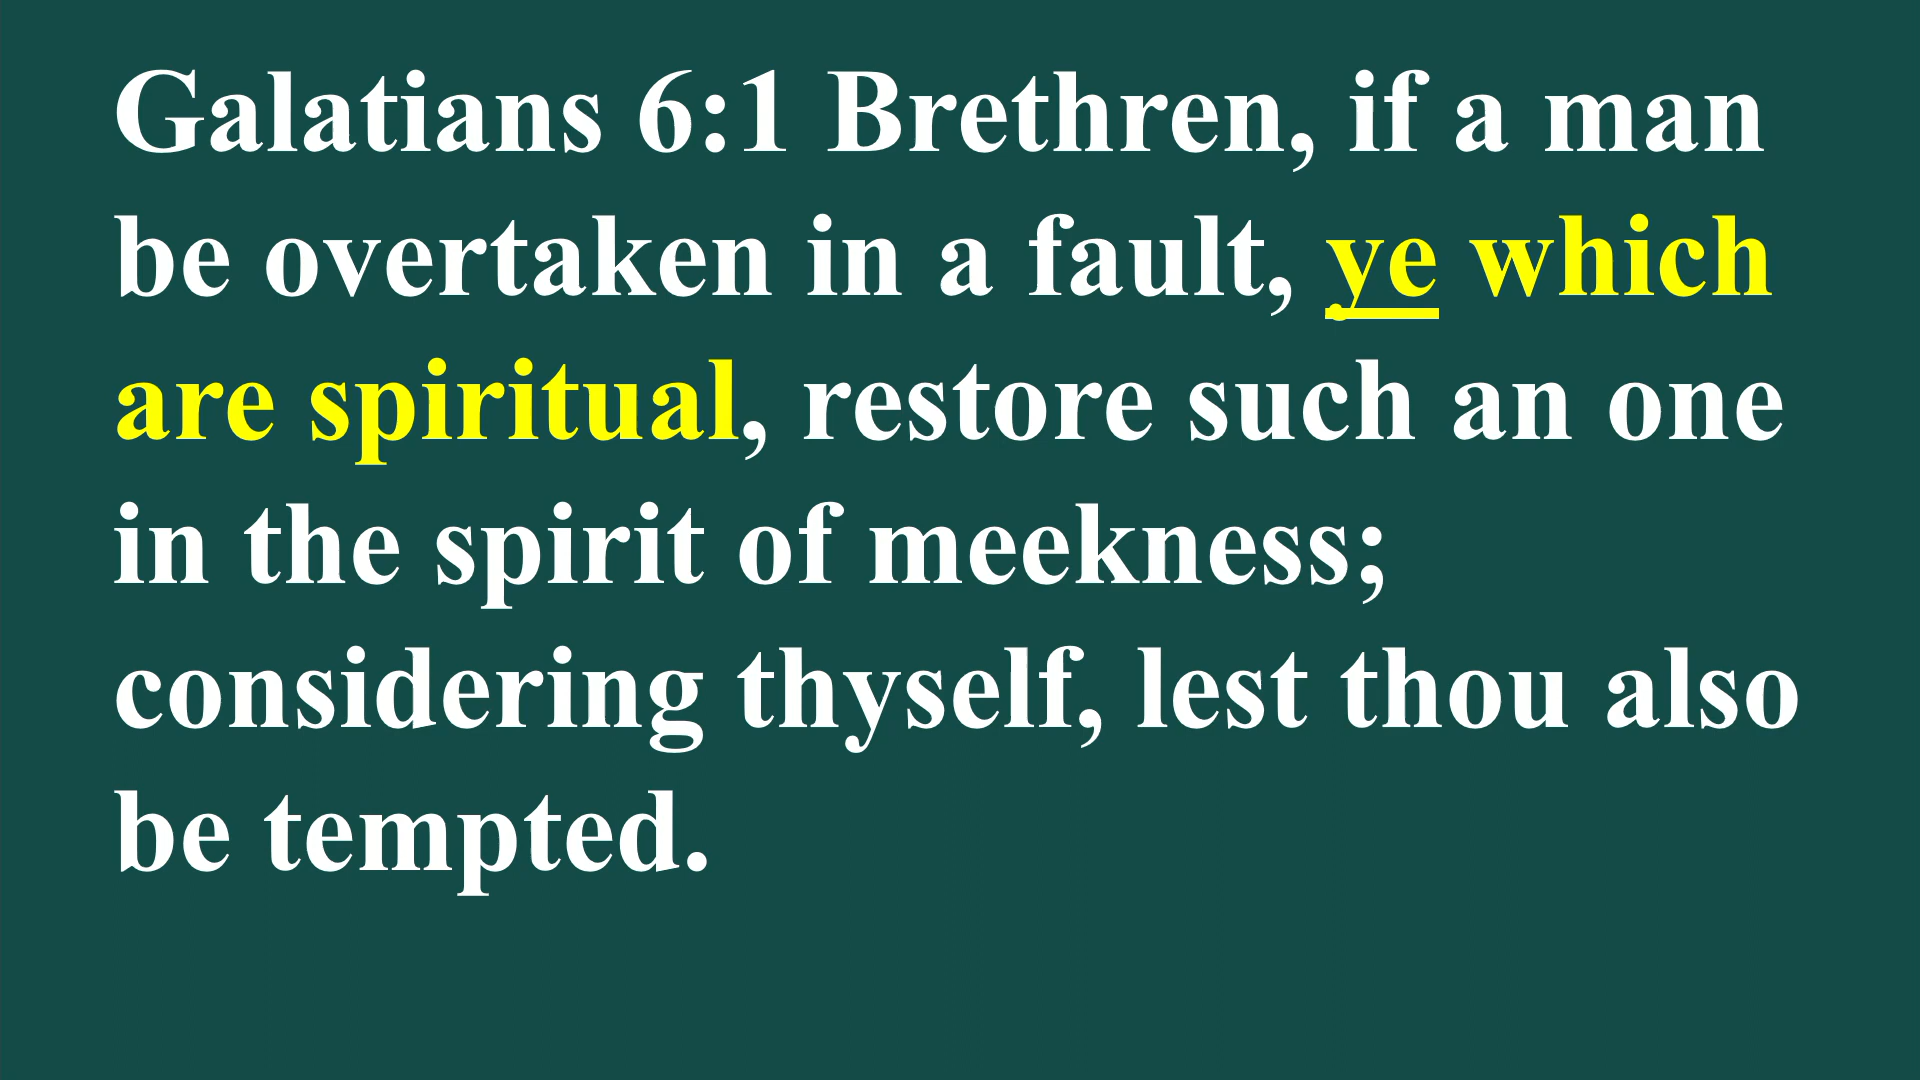 Galatians 6:1 Brethren, if a man
be overtaken in a fault, ye which
are spiritual, restore such an one
in the spirit of meekness;
considering thyself, lest thou also
be tempted.